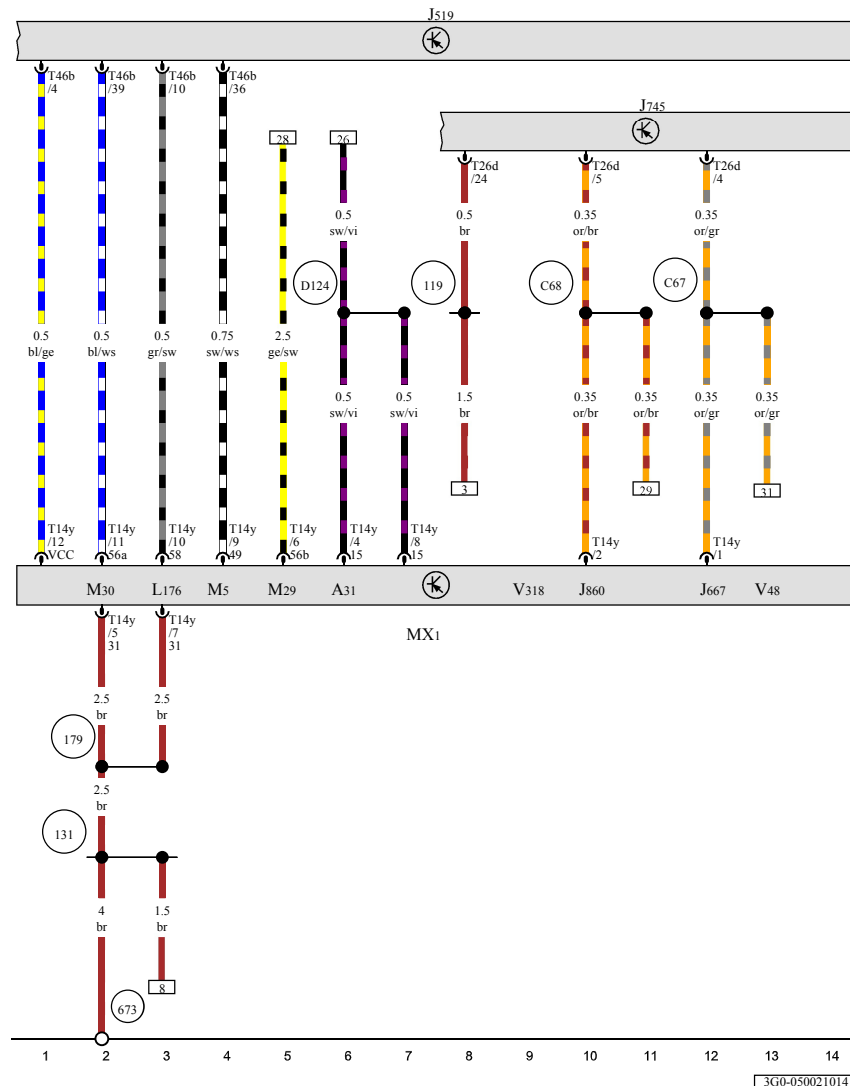 J519
T46b T46b T46b T46b
/4 /39 /10 /36
J745
28 26
T26d T26d T26d
/24 /5 /4
0.5 0.5 0.35 0.35
sw/vi br or/br or/gr
D124 119 C68 C67
0.5 0.5 0.5 0.75 2.5
bl/ge bl/ws gr/sw sw/ws ge/sw
0.5 0.5 1.5 0.35 0.35 0.35 0.35
sw/vi sw/vi br or/br or/br or/gr or/gr
3 29 31
T14y T14y T14y T14y T14y T14y T14y T14y T14y
/12 /11 /10 /9 /6 /4 /8 /2 /1
VCC 56a 58 49 56b 15 15
M30 L176 M5 M29 A31 V318 J860 J667 V48
T14y T14y
/5 /7
31 31
MX1
2.5 2.5
br br
179
2.5
br
131
4 1.5
br br
8
673
1 2 3 4 5 6 7 8 9 10 11 12 13 14
3G0-050021014